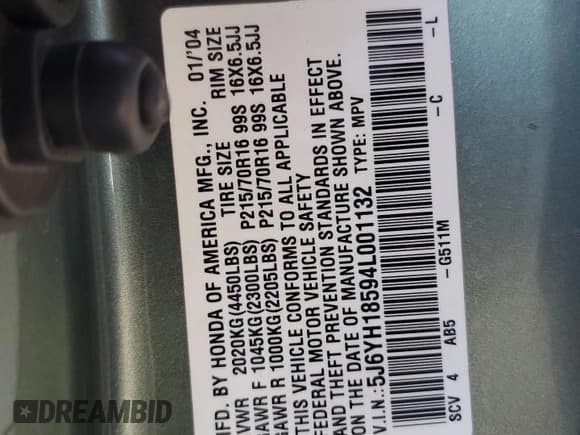 MFD. BY HONDA OF AMERICA MFG., INC. 01/'04
VWR 2020KG(4450LBS) TIRE SIZE RIM SIZE
GAWR F 1045KG(2300LBS) P215/70R16 99S 16X6.5JJ
GAWR R 1000KG(2205LBS) P215/70R16 99S 16X6.5JJ
THIS VEHICLE CONFORMS TO ALL APPLICABLE
FEDERAL MOTOR VEHICLE SAFETY
AND THEFT PREVENTION STANDARDS IN EFFECT
ON THE DATE OF MANUFACTURE SHOWN ABOVE.
V.I.N.:5J6YH18594L001132 TYPE: MPV
SCV 4 AB5 -G511M -C -L
DREAMBID